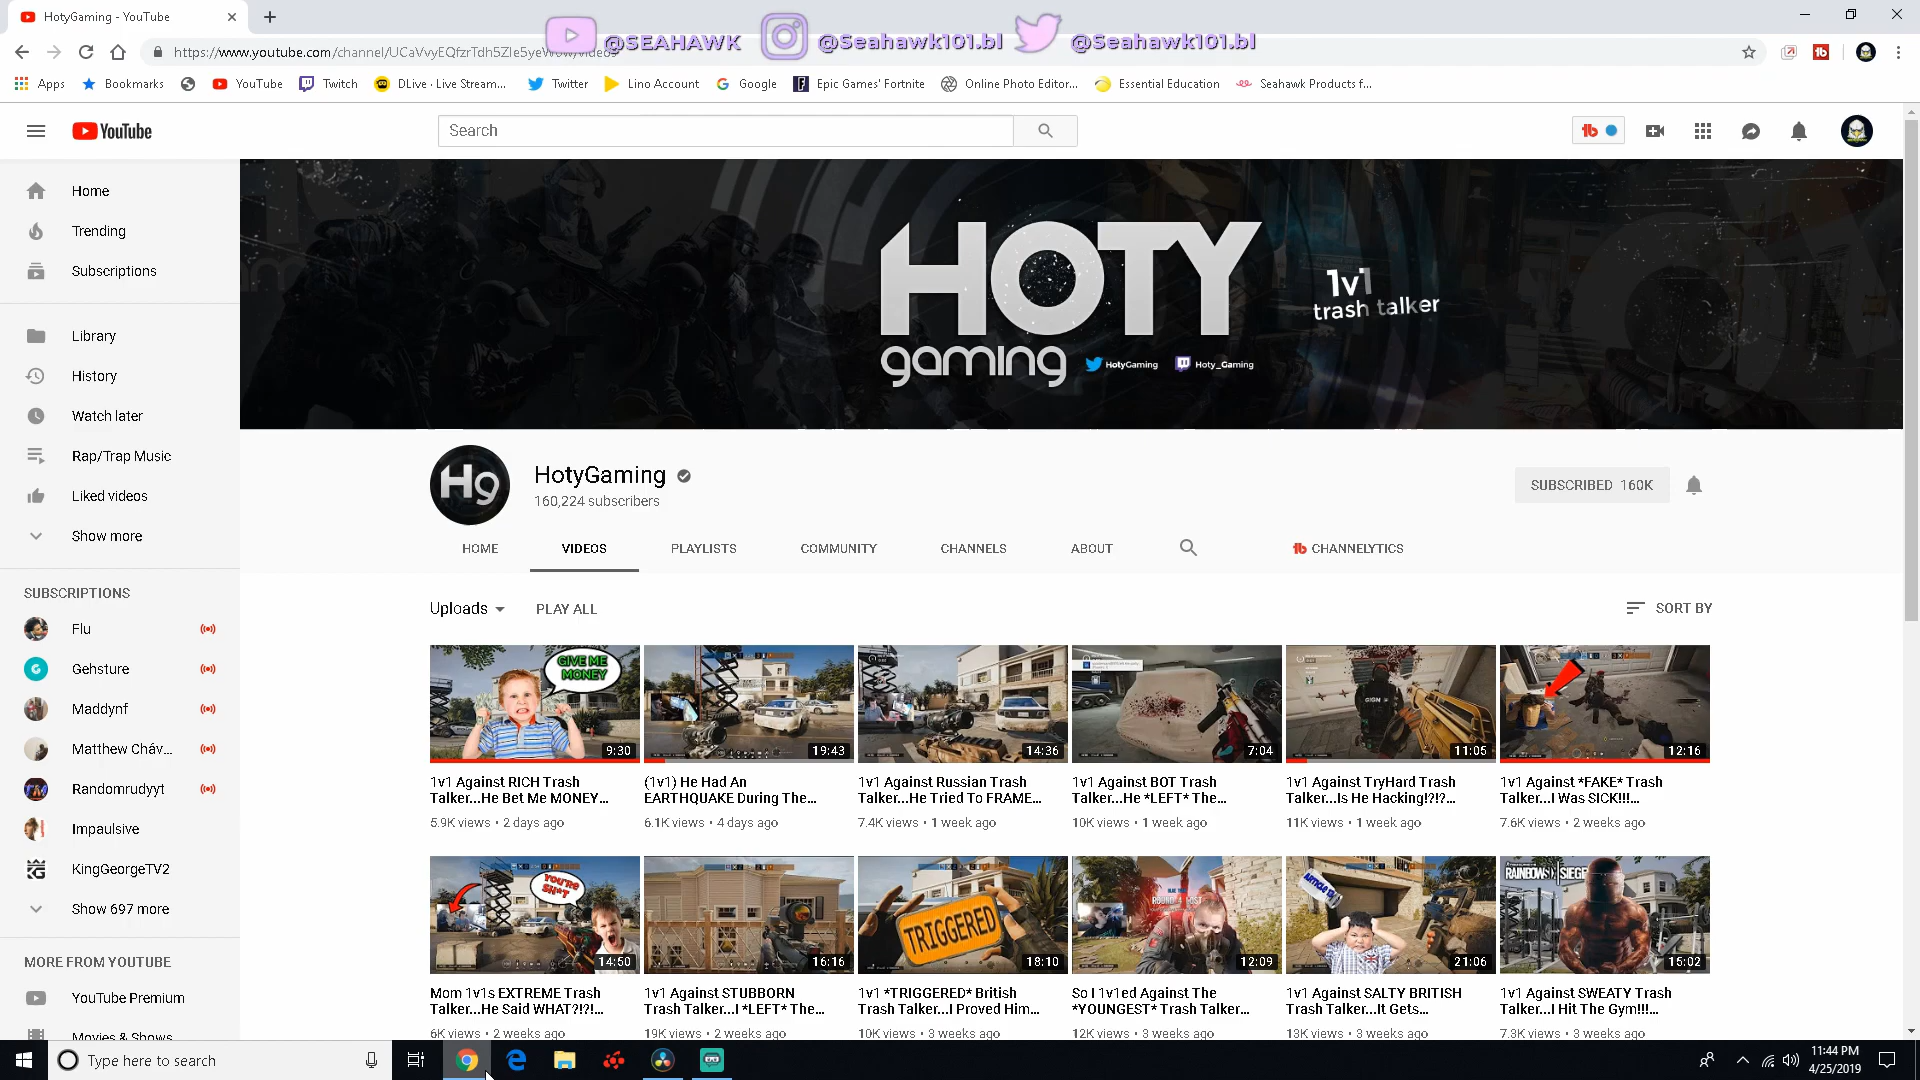 HotyGaming - YouTube
https://www.youtube.com/channel/UCaVvyEQfzrTdh5ZIe5yeV
@SEAHAWK
@Seahawk101.bl
@Seahawk101.bl
Apps
Bookmarks
YouTube
Twitch
DLive · Live Stream...
Twitter
Lino Account
Google
Epic Games' Fortnite
Online Photo Editor...
Essential Education
Seahawk Products f...
YouTube
Search
Home
Trending
Subscriptions
Library
History
Watch later
Rap/Trap Music
Liked videos
Show more
SUBSCRIPTIONS
Flu
Gehsture
Maddynf
Matthew Cháv...
Randomrudyyt
Impaulsive
KingGeorgeTV2
Show 697 more
MORE FROM YOUTUBE
YouTube Premium
Movies & Shows
HOTY
gaming
HotyGaming
Hoty_Gaming
1v1
trash talker
H9
HotyGaming
160,224 subscribers
SUBSCRIBED 160K
HOME
VIDEOS
PLAYLISTS
COMMUNITY
CHANNELS
ABOUT
CHANNELYTICS
Uploads
PLAY ALL
SORT BY
GIVE ME
MONEY
9:30
19:43
14:36
7:04
GIGN
11:05
12:16
1v1 Against RICH Trash
Talker...He Bet Me MONEY...
5.9K views • 2 days ago
(1v1) He Had An
EARTHQUAKE During The...
6.1K views • 4 days ago
1v1 Against Russian Trash
Talker...He Tried To FRAME...
7.4K views • 1 week ago
1v1 Against BOT Trash
Talker...He *LEFT* The...
10K views • 1 week ago
1v1 Against TryHard Trash
Talker...Is He Hacking!?!?...
11K views • 1 week ago
1v1 Against *FAKE* Trash
Talker...I Was SICK!!!...
7.6K views • 2 weeks ago
YOU'RE
SH*T
14:50
16:16
TRIGGERED
18:10
12:09
ARTICLE 13
21:06
RAINBOW SIEGE
15:02
Mom 1v1s EXTREME Trash
Talker...He Said WHAT?!?!...
6K views • 2 weeks ago
1v1 Against STUBBORN
Trash Talker...I *LEFT* The...
19K views • 2 weeks ago
1v1 *TRIGGERED* British
Trash Talker...I Proved Him...
10K views • 3 weeks ago
So I 1v1ed Against The
*YOUNGEST* Trash Talker...
12K views • 3 weeks ago
1v1 Against SALTY BRITISH
Trash Talker...It Gets...
13K views • 3 weeks ago
1v1 Against SWEATY Trash
Talker...I Hit The Gym!!!...
7.3K views • 3 weeks ago
Type here to search
11:44 PM
4/25/2019